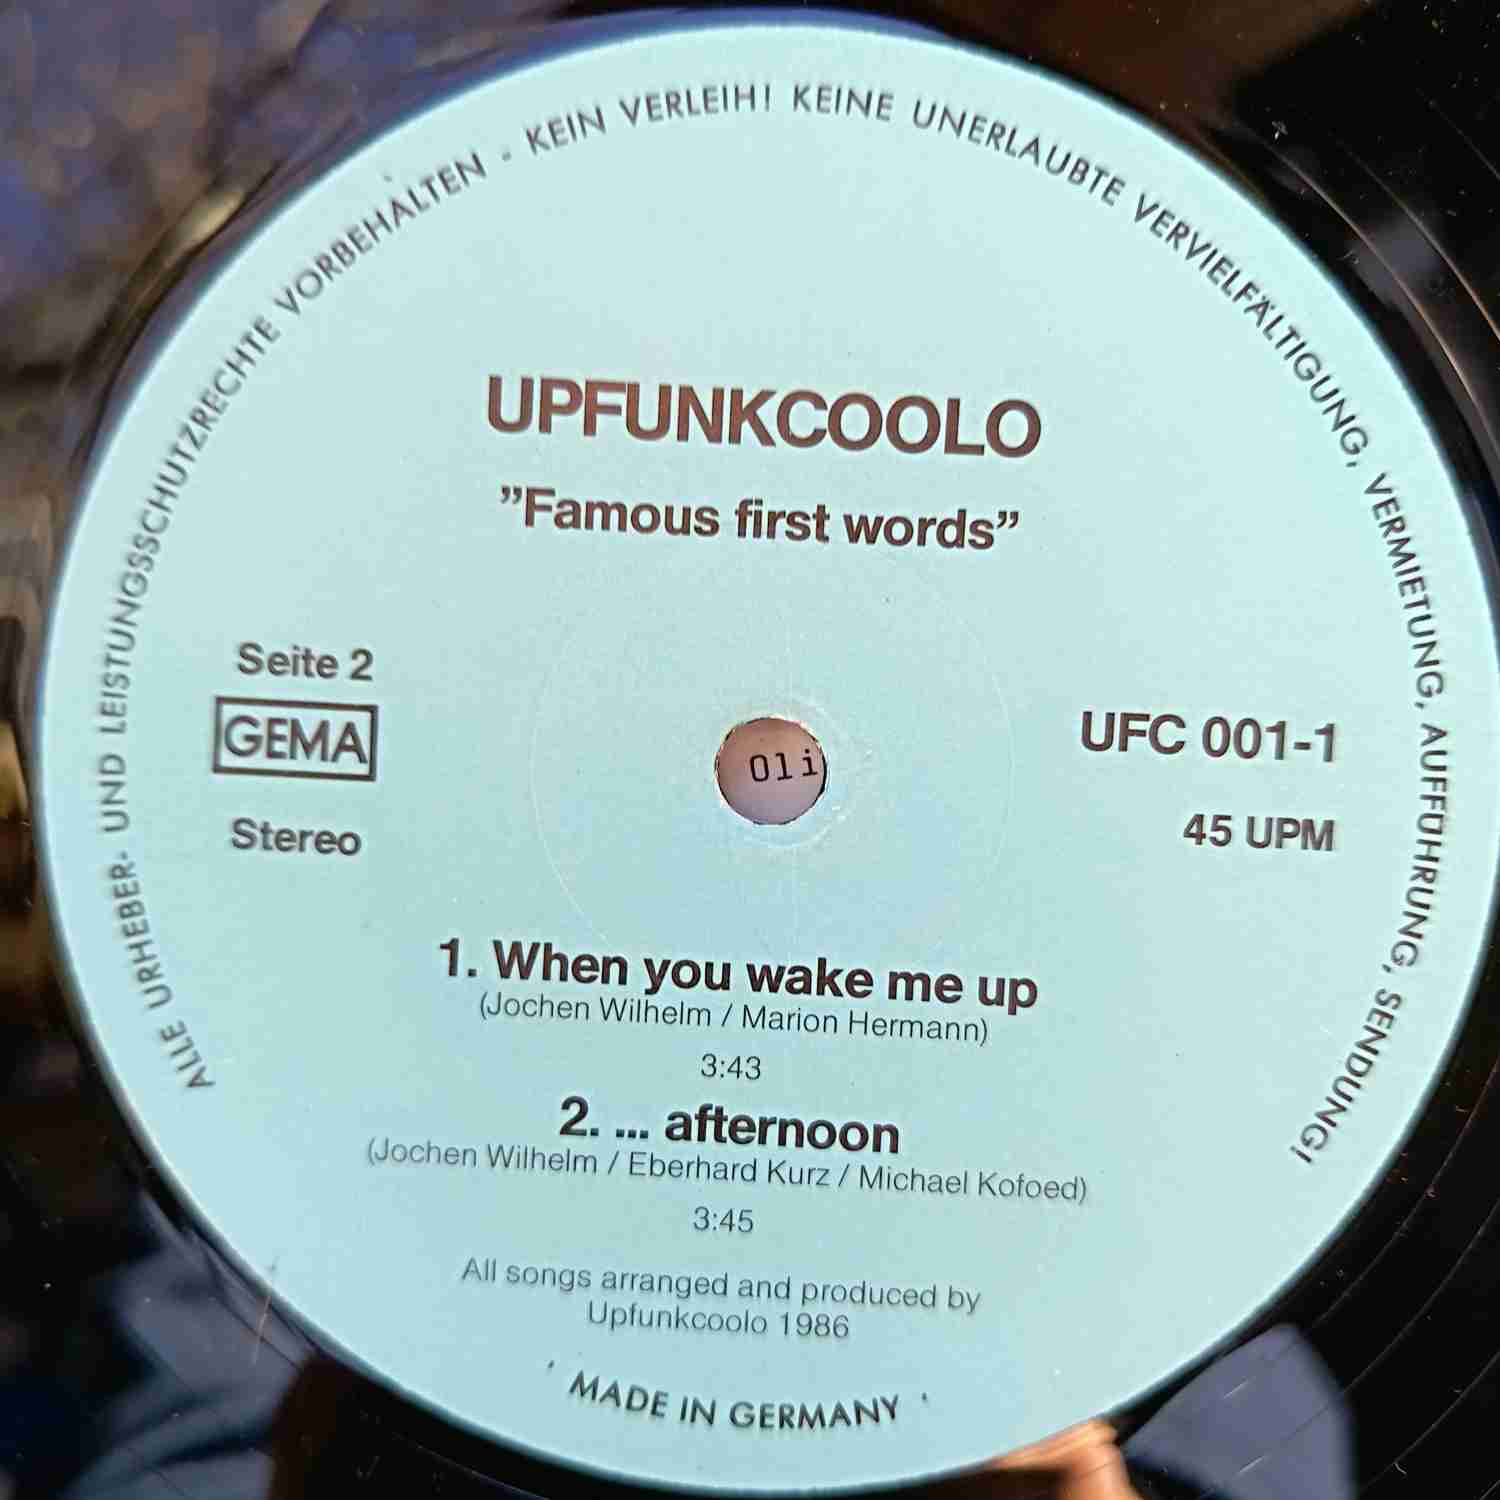 ALLE URHEBER- UND LEISTUNGSSCHUTZRECHTE VORBEHALTEN - KEIN VERLEIH! KEINE UNERLAUBTE VERVIELFÄLTIGUNG, VERMIETUNG, AUFFÜHRUNG, SENDUNG!
UPFUNKCOOLO
”Famous first words”
Seite 2
GEMA
Stereo
Oli
UFC 001-1
45 UPM
1. When you wake me up
(Jochen Wilhelm / Marion Hermann)
3:43
2. ... afternoon
(Jochen Wilhelm / Eberhard Kurz / Michael Kofoed)
3:45
All songs arranged and produced by
Upfunkcoolo 1986
' MADE IN GERMANY '